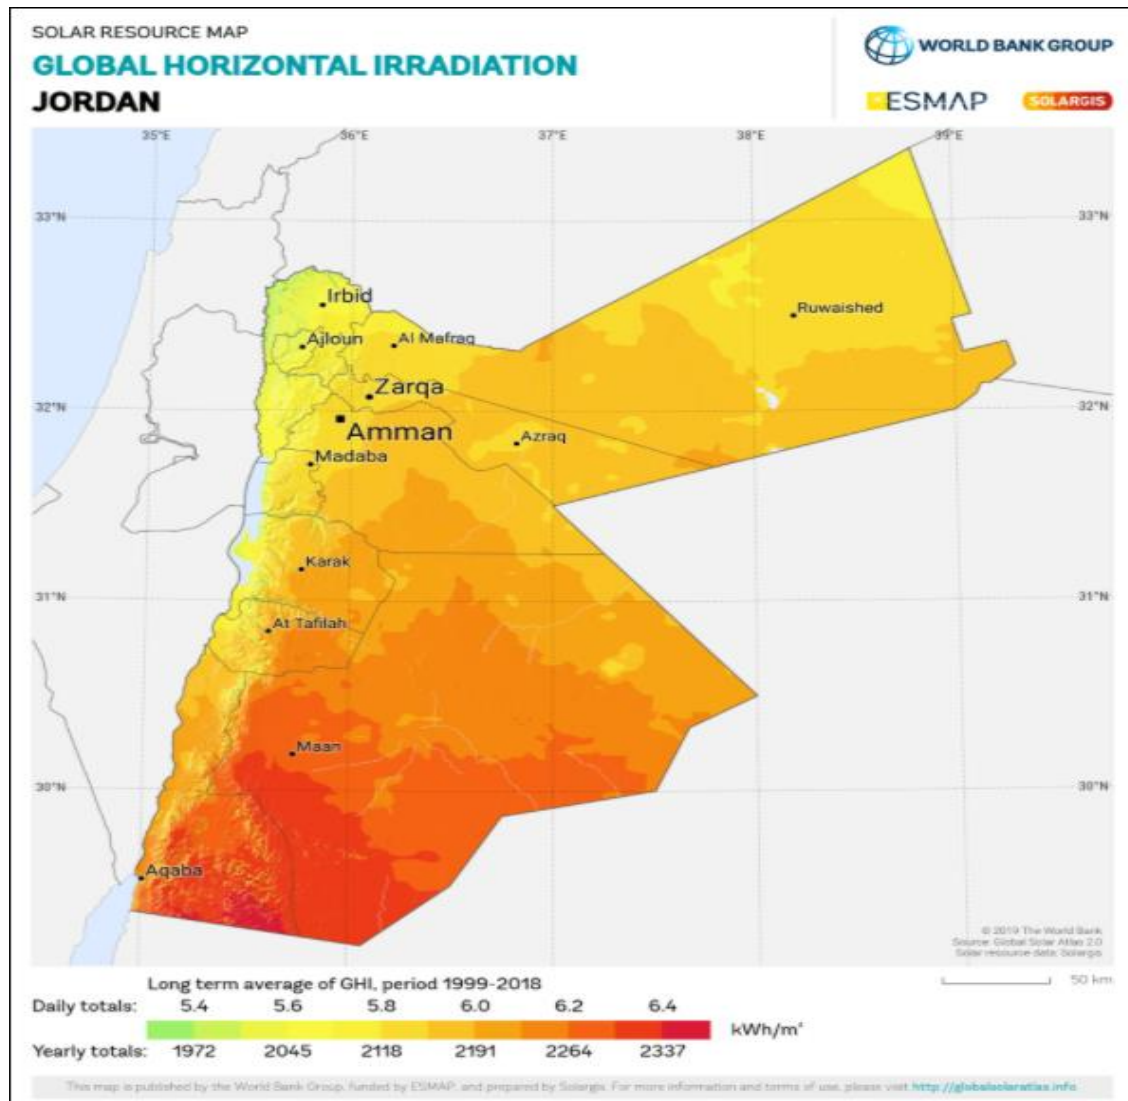 SOLAR RESOURCE MAP
GLOBAL HORIZONTAL IRRADIATION
JORDAN
WORLD BANK GROUP
ESMAP
SOLARGIS
35°E 36°E 37°E 38°E 39°E
33°N 33°N
Irbid
Ruwaished
Ajloun
Al Mafraq
Zarqa
32°N 32°N
Amman
Azraq
Madaba
Karak
31°N 31°N
At Tafilah
Maan
30°N 30°N
Aqaba
© 2019 The World Bank
Source: Global Solar Atlas 2.0
Solar resource data: Solargis
50 km
Long term average of GHI, period 1999-2018
Daily totals: 5.4 5.6 5.8 6.0 6.2 6.4
kWh/m²
Yearly totals: 1972 2045 2118 2191 2264 2337
This map is published by the World Bank Group, funded by ESMAP, and prepared by Solargis. For more information and terms of use, please visit http://globalsolaratlas.info